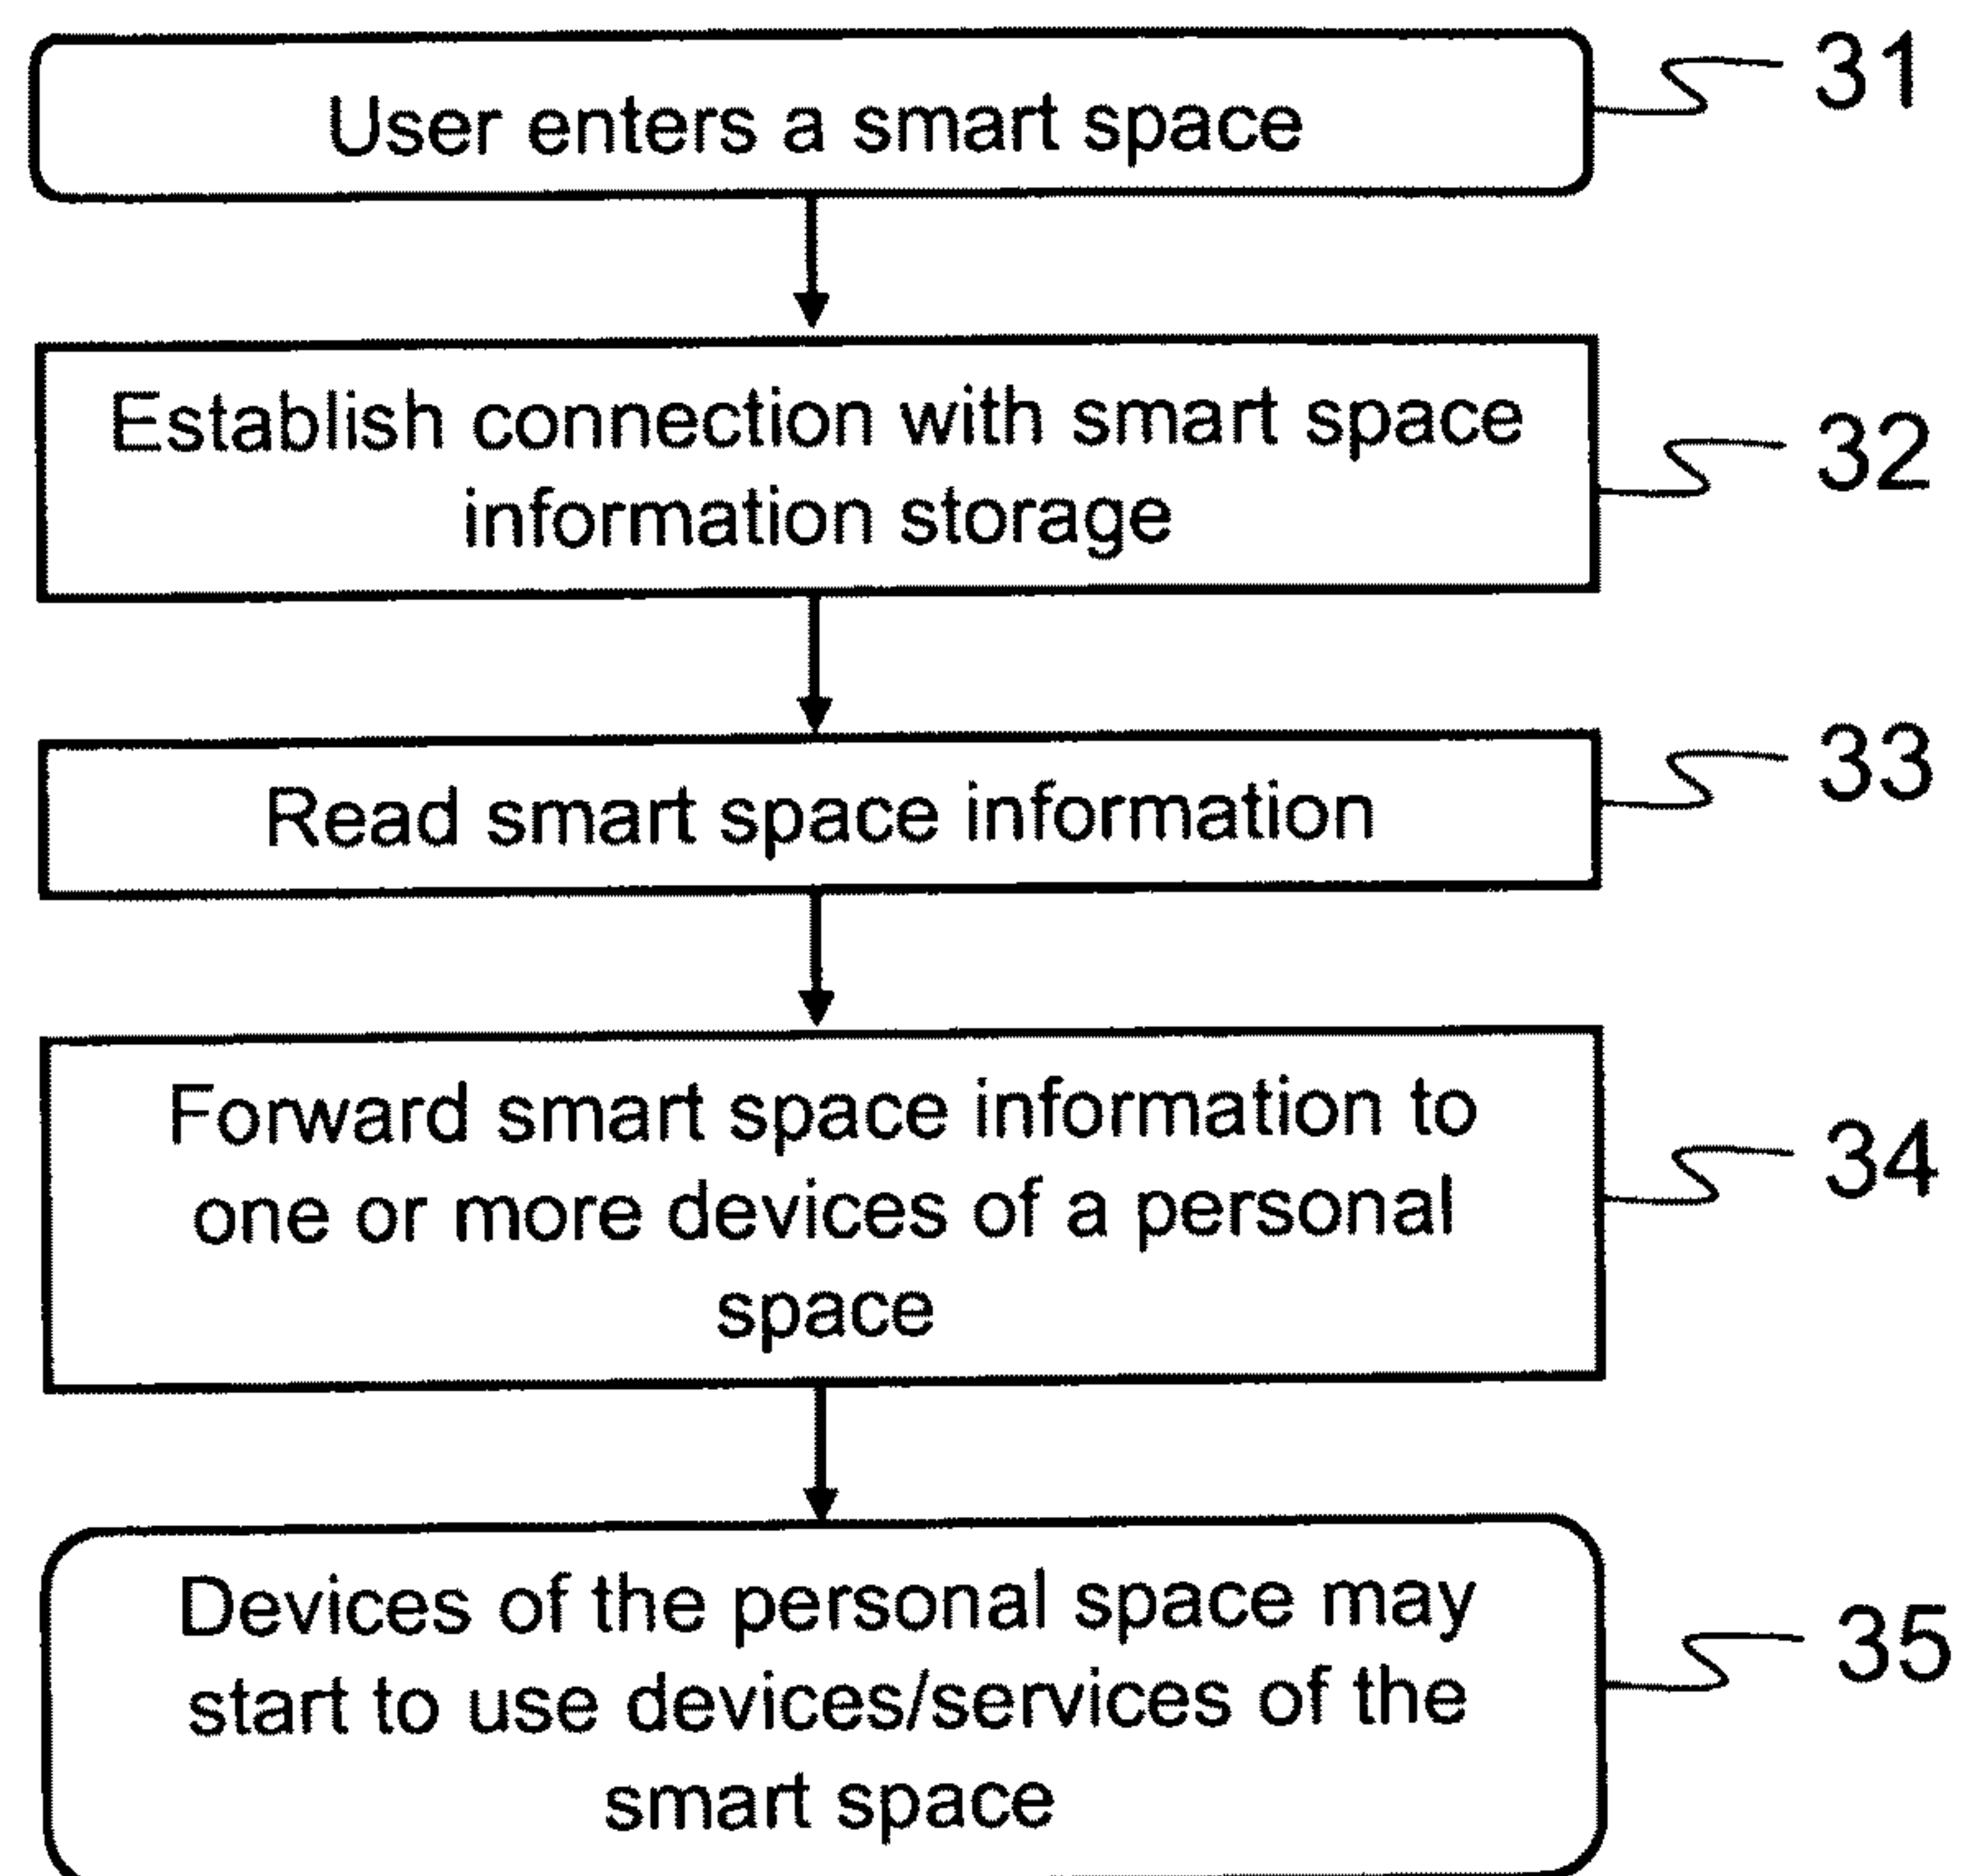 User enters a smart space
31
Establish connection with smart space
information storage
32
Read smart space information
33
Forward smart space information to
one or more devices of a personal
space
34
Devices of the personal space may
start to use devices/services of the
smart space
35